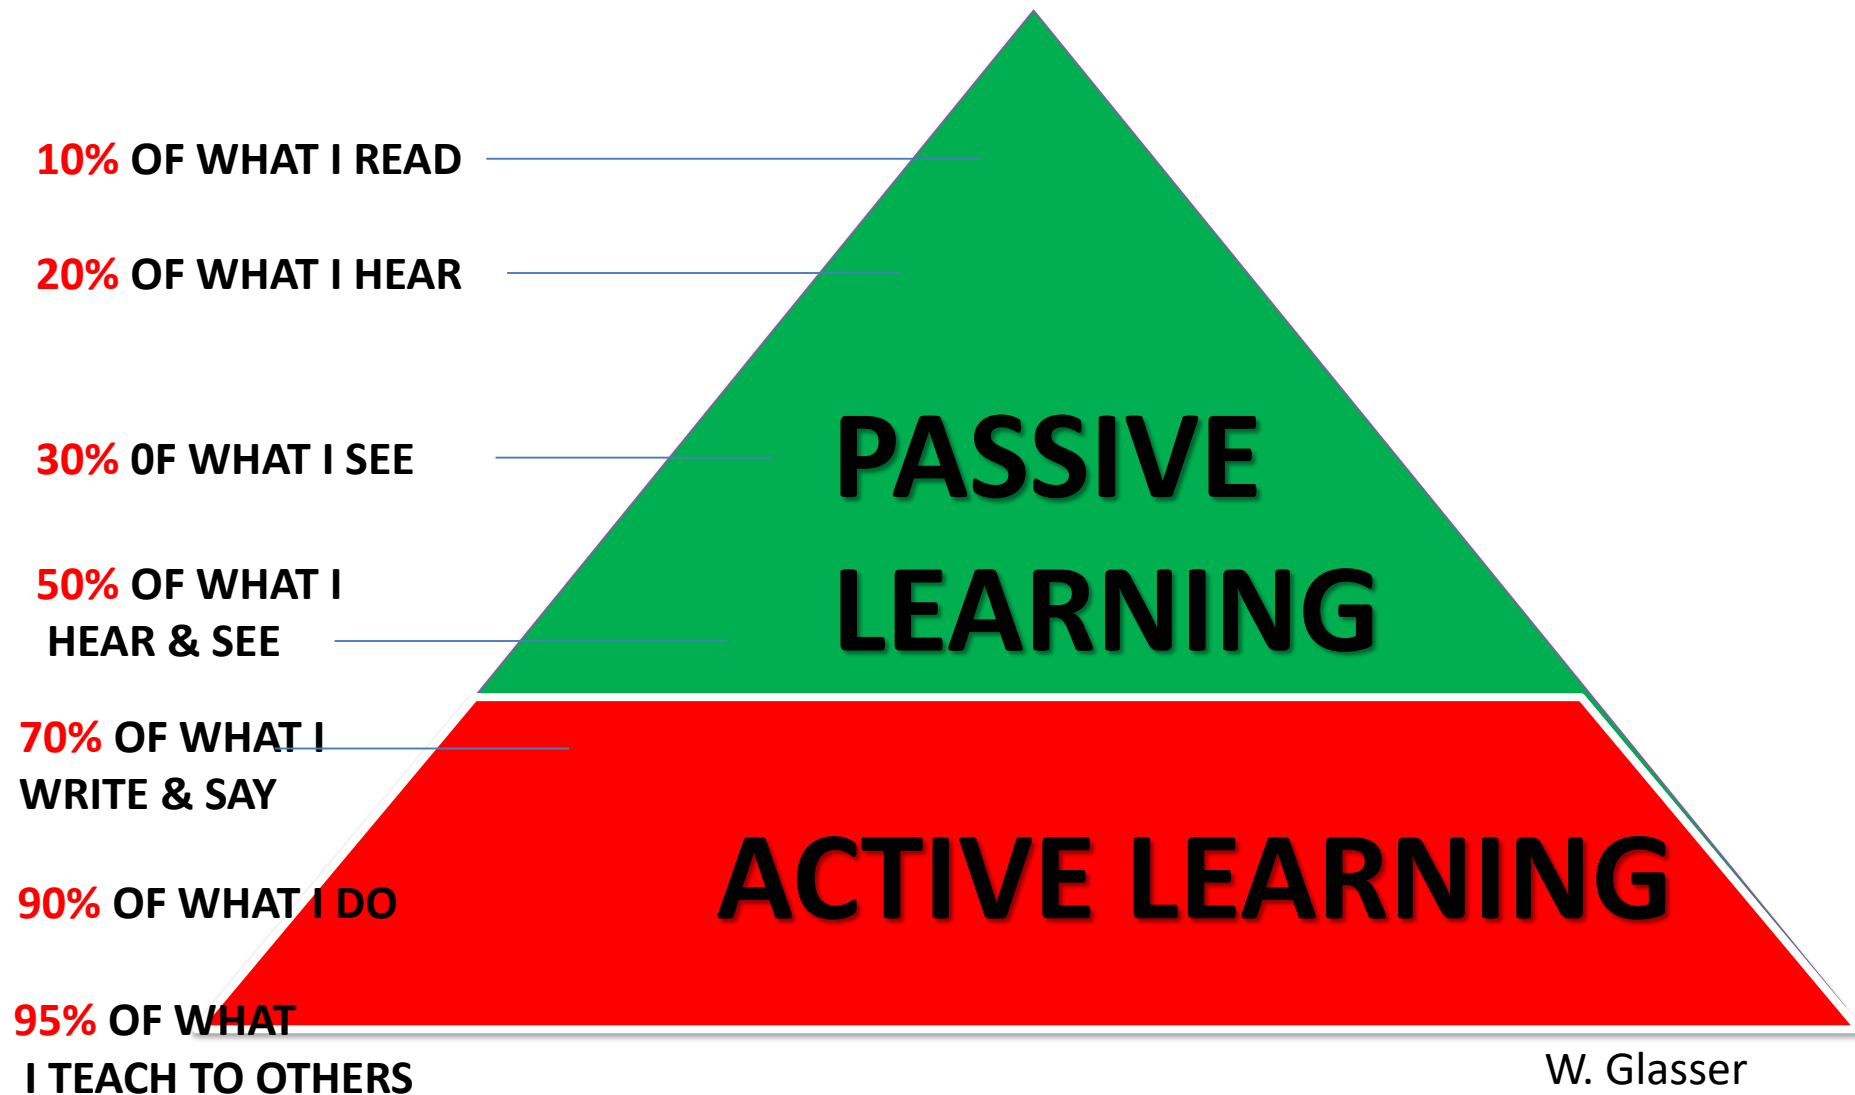 10% OF WHAT I READ
20% OF WHAT I HEAR
30% 0F WHAT I SEE
PASSIVE
LEARNING
50% OF WHAT I
HEAR & SEE
70% OF WHAT I
WRITE & SAY
ACTIVE LEARNING
90% OF WHAT I DO
95% OF WHAT
I TEACH TO OTHERS
W. Glasser